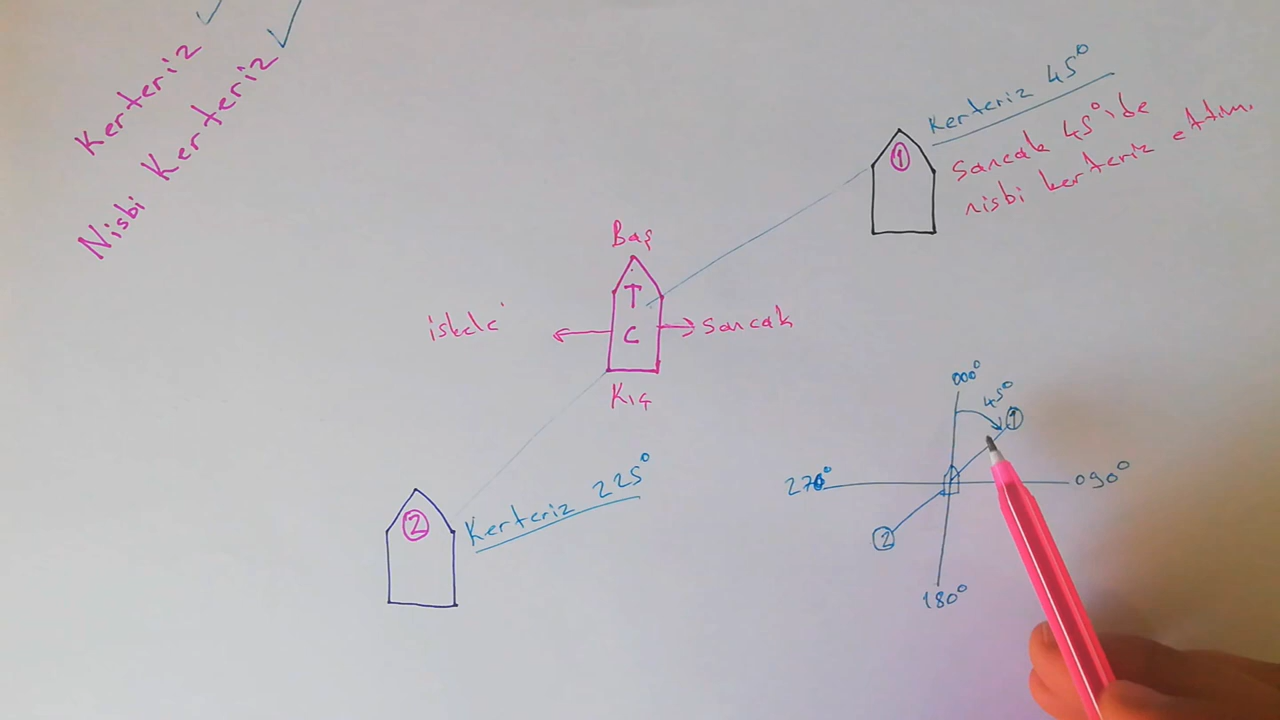 Kerteriz ✓
Nisbi Kerteriz ✓
Kerteriz 45°
Sancak 45°'de
nisbi kerteriz ettim.
1
Baş
T
C
iskele
Sancak
Kıç
2
Kerteriz 225°
000°
45°
1
270°
090°
2
180°